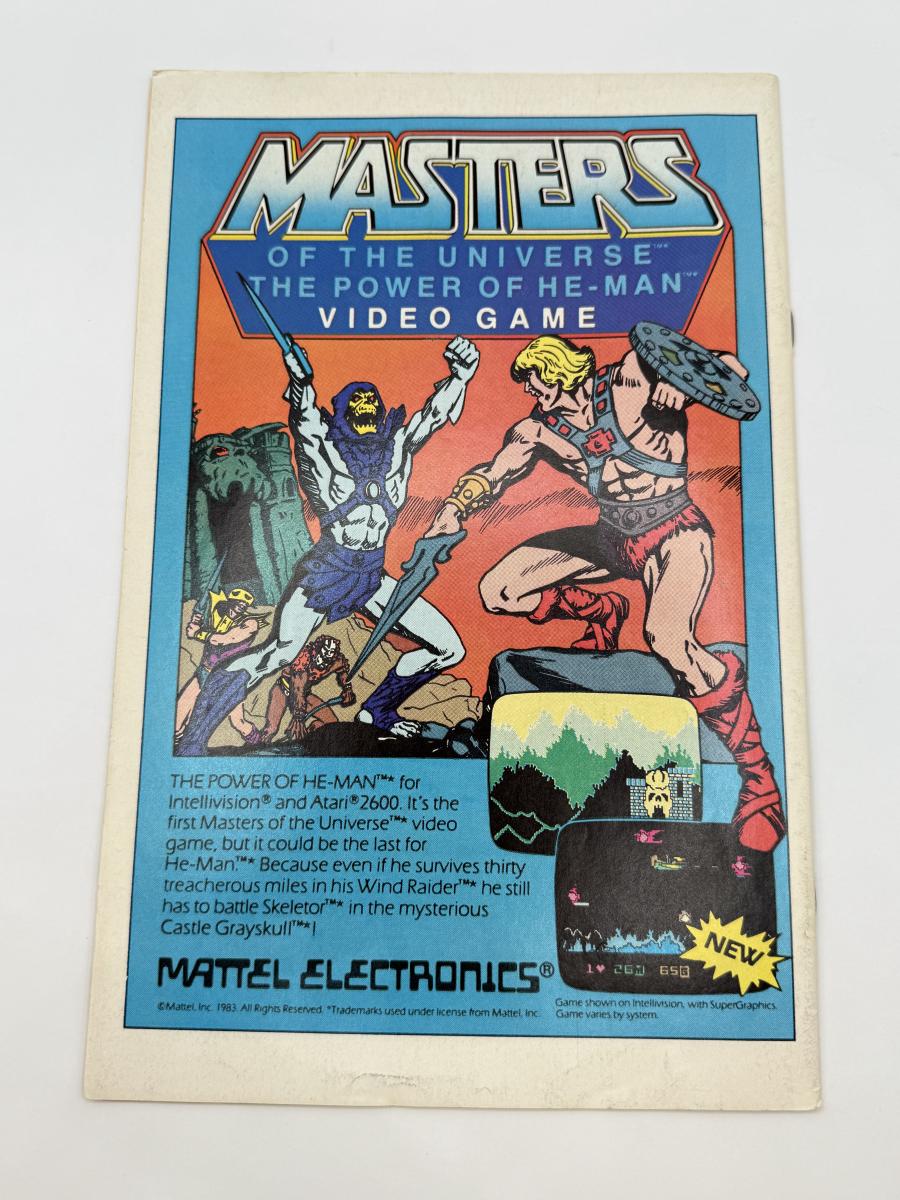 MASTERS
OF THE UNIVERSE™*
THE POWER OF HE-MAN™*
VIDEO GAME
THE POWER OF HE-MAN™* for
Intellivision® and Atari® 2600. It's the
first Masters of the Universe™* video
game, but it could be the last for
He-Man.™* Because even if he survives thirty
treacherous miles in his Wind Raider™* he still
has to battle Skeletor™* in the mysterious
Castle Grayskull™*!
MATTEL ELECTRONICS®
©Mattel, Inc. 1983. All Rights Reserved. *Trademarks used under license from Mattel, Inc.
NEW
Game shown on Intellivision, with SuperGraphics.
Game varies by system.